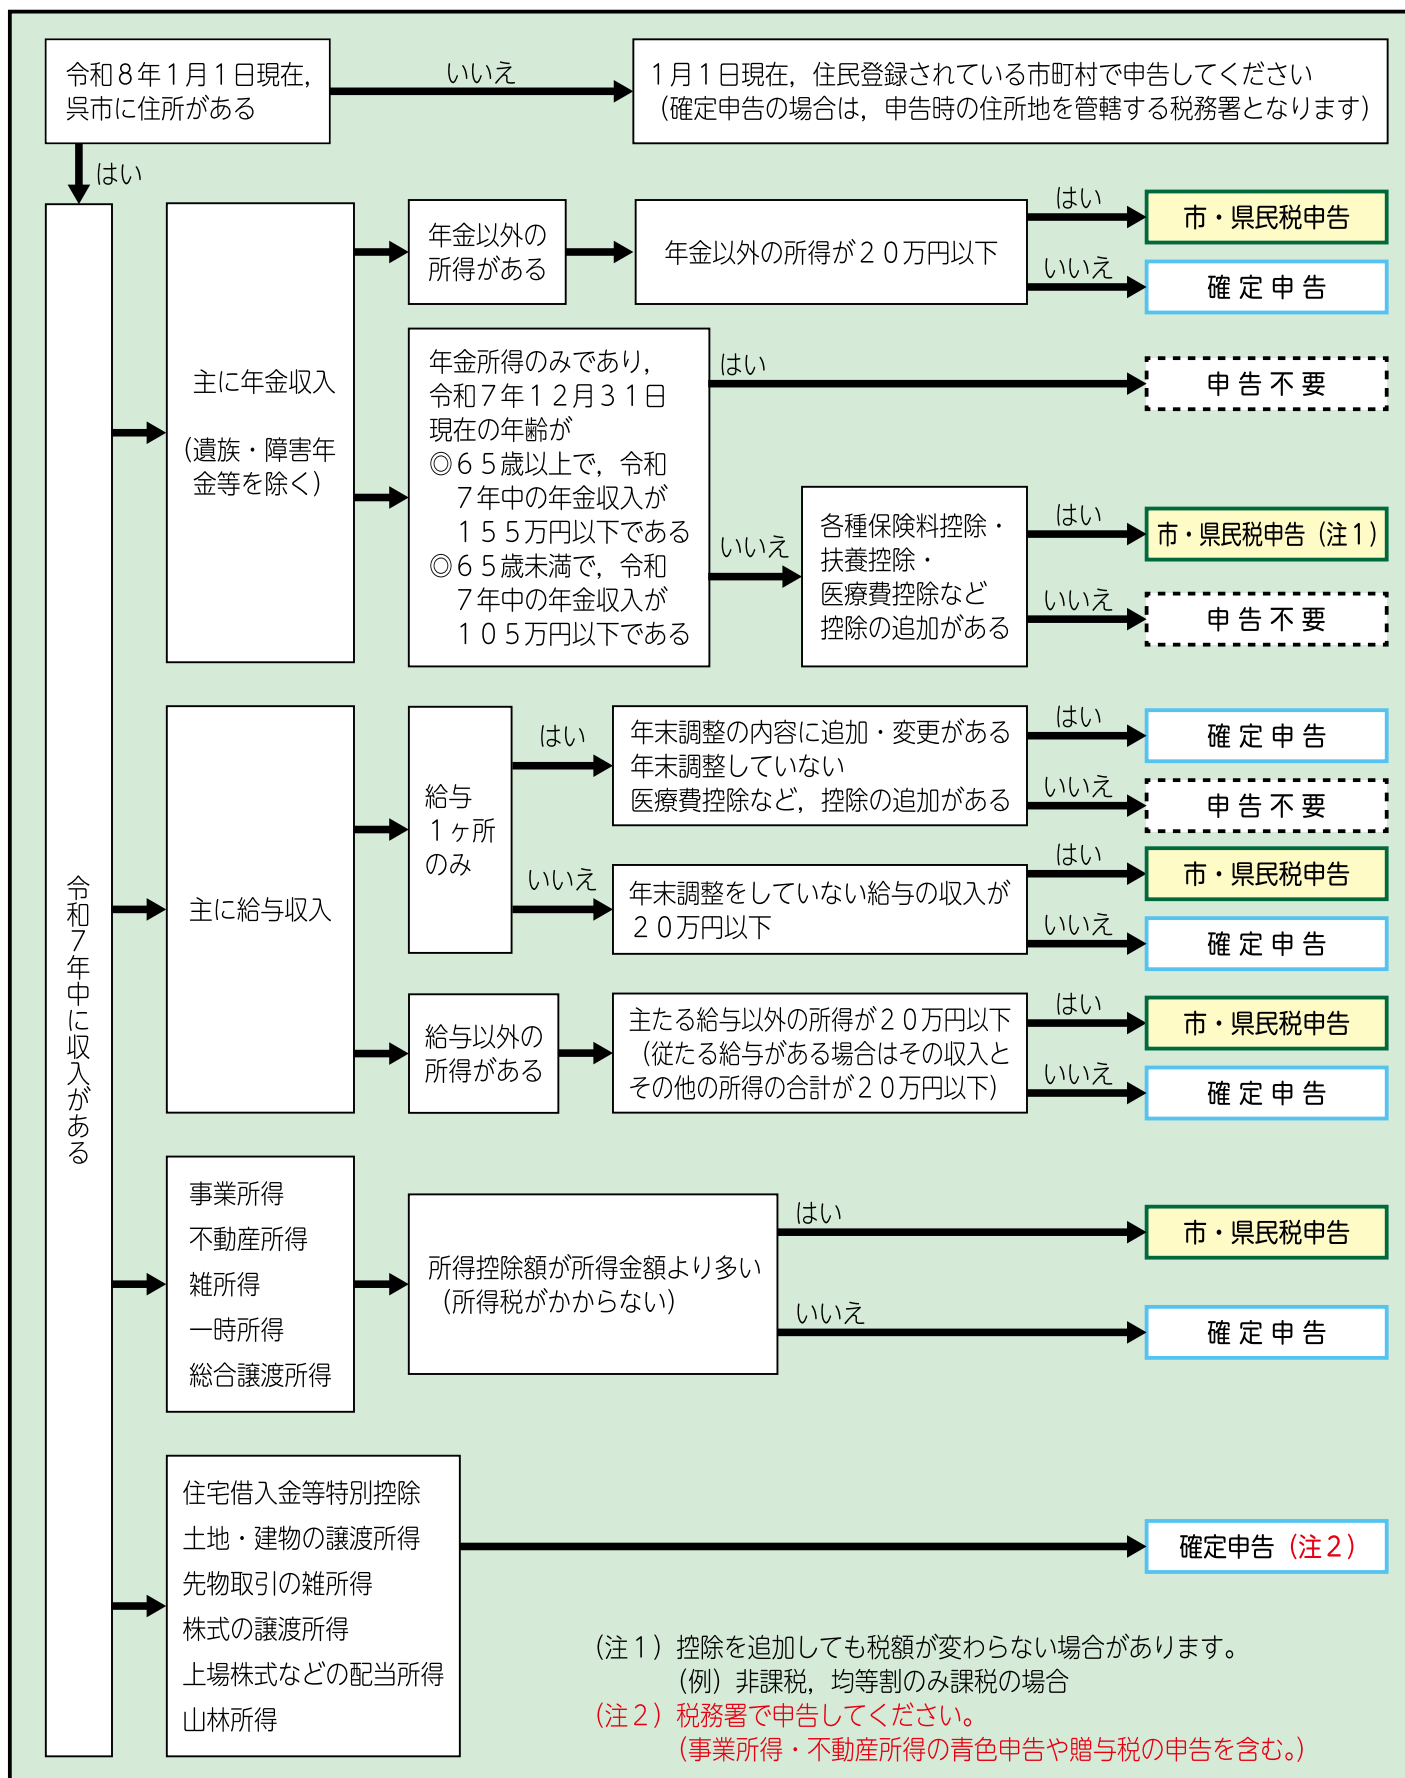 令和８年１月１日現在，
呉市に住所がある
いいえ
１月１日現在，住民登録されている市町村で申告してください
（確定申告の場合は，申告時の住所地を管轄する税務署となります）
はい
令和７年中に収入がある
主に年金収入
（遺族・障害年
金等を除く）
年金以外の
所得がある
年金以外の所得が２０万円以下
はい
市・県民税申告
いいえ
確定申告
年金所得のみであり，
令和７年１２月３１日
現在の年齢が
◎６５歳以上で，令和
７年中の年金収入が
１５５万円以下である
◎６５歳未満で，令和
７年中の年金収入が
１０５万円以下である
はい
申告不要
いいえ
各種保険料控除・
扶養控除・
医療費控除など
控除の追加がある
はい
市・県民税申告（注１）
いいえ
申告不要
主に給与収入
給与
１ヶ所
のみ
はい
年末調整の内容に追加・変更がある
年末調整していない
医療費控除など，控除の追加がある
はい
確定申告
いいえ
申告不要
いいえ
年末調整をしていない給与の収入が
２０万円以下
はい
市・県民税申告
いいえ
確定申告
給与以外の
所得がある
主たる給与以外の所得が２０万円以下
（従たる給与がある場合はその収入と
その他の所得の合計が２０万円以下）
はい
市・県民税申告
いいえ
確定申告
事業所得
不動産所得
雑所得
一時所得
総合譲渡所得
所得控除額が所得金額より多い
（所得税がかからない）
はい
市・県民税申告
いいえ
確定申告
住宅借入金等特別控除
土地・建物の譲渡所得
先物取引の雑所得
株式の譲渡所得
上場株式などの配当所得
山林所得
確定申告（注２）
（注１）控除を追加しても税額が変わらない場合があります。
（例）非課税，均等割のみ課税の場合
（注２）税務署で申告してください。
（事業所得・不動産所得の青色申告や贈与税の申告を含む。）